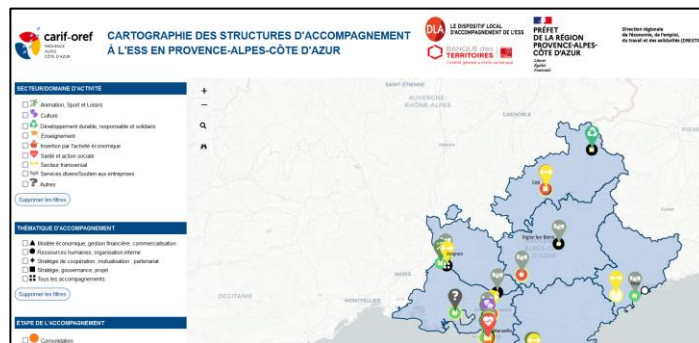 carif-oref
PROVENCE
ALPES
CÔTE D'AZUR
CARTOGRAPHIE DES STRUCTURES D'ACCOMPAGNEMENT
À L'ESS EN PROVENCE-ALPES-CÔTE D'AZUR
DLA
LE DISPOSITIF LOCAL
D'ACCOMPAGNEMENT DE L'ESS
BANQUE des
TERRITOIRES
PRÉFET
DE LA RÉGION
PROVENCE-ALPES-
CÔTE D'AZUR
Liberté
Égalité
Fraternité
Direction régionale
de l'économie, de l'emploi,
du travail et des solidarités (DREETS)
SECTEUR/DOMAINE D'ACTIVITÉ
Animation, Sport et Loisirs
Culture
Développement durable, responsable et solidaire
Enseignement
Insertion par l'activité économique
Santé et action sociale
Secteur transversal
Services divers/Soutien aux entreprises
Autres
Supprimer les filtres
THÉMATIQUE D'ACCOMPAGNEMENT
Modèle économique, gestion financière, commercialisation
Ressources humaines, organisation interne
Stratégie de coopération, mutualisation, partenariat
Stratégie, gouvernance, projet
Tous les accompagnements
Supprimer les filtres
ÉTAPE DE L'ACCOMPAGNEMENT
Consolidation
+
−
SAINT-ÉTIENNE
AUVERGNE
RHÔNE-ALPES
GRENOBLE
Gap
Digne-les-Bains
Avignon
NIMES
MONTPELLIER
OCCITANIE
Marseille